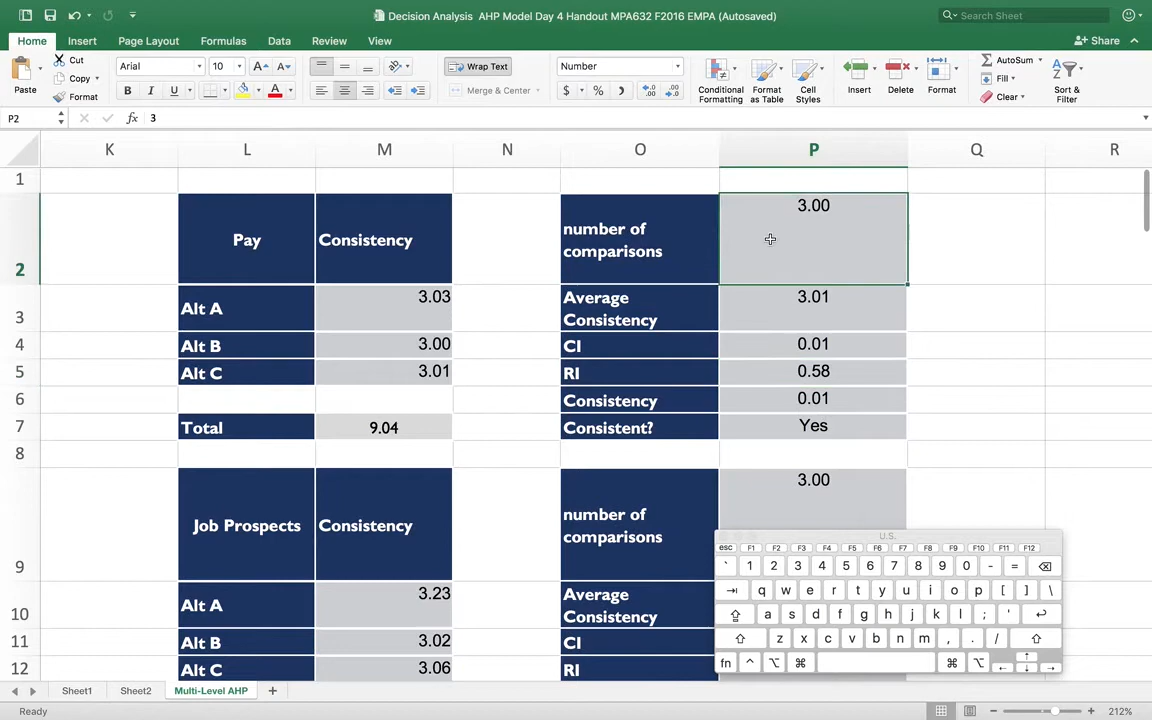 Decision Analysis AHP Model Day 4 Handout MPA632 F2016 EMPA (Autosaved)
Search Sheet
Home Insert Page Layout Formulas Data Review View
Share
Paste
Cut
Copy
Format
Arial 10
B I U
Wrap Text
Merge & Center
Number
$ % )
Conditional Formatting
Format as Table
Cell Styles
Insert Delete Format
AutoSum
Fill
Clear
Sort & Filter
P2 fx 3
K L M N O P Q R
1
2 Pay Consistency number of comparisons 3.00
3 Alt A 3.03 Average Consistency 3.01
4 Alt B 3.00 CI 0.01
5 Alt C 3.01 RI 0.58
6 Consistency 0.01
7 Total 9.04 Consistent? Yes
8
9 Job Prospects Consistency number of comparisons 3.00
10 Alt A 3.23 Average Consistency
11 Alt B 3.02 CI
12 Alt C 3.06 RI
U.S.
esc F1 F2 F3 F4 F5 F6 F7 F8 F9 F10 F11 F12
` 1 2 3 4 5 6 7 8 9 0 - =
q w e r t y u i o p [ ] \
a s d f g h j k l ; '
z x c v b n m , . /
fn ^ ⌥ ⌘ ⌘ ⌥
Sheet1 Sheet2 Multi-Level AHP +
Ready
212%